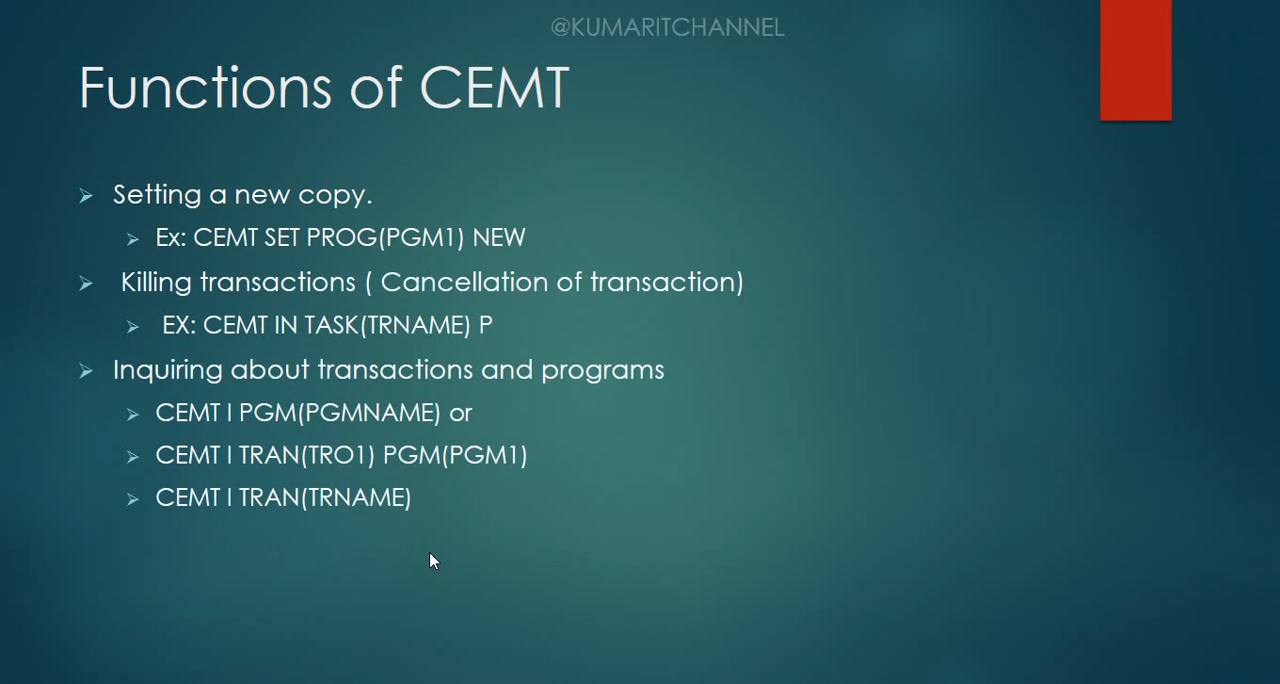 @KUMARITCHANNEL
Functions of CEMT
Setting a new copy.
Ex: CEMT SET PROG(PGM1) NEW
Killing transactions ( Cancellation of transaction)
EX: CEMT IN TASK(TRNAME) P
Inquiring about transactions and programs
CEMT I PGM(PGMNAME) or
CEMT I TRAN(TRO1) PGM(PGM1)
CEMT I TRAN(TRNAME)